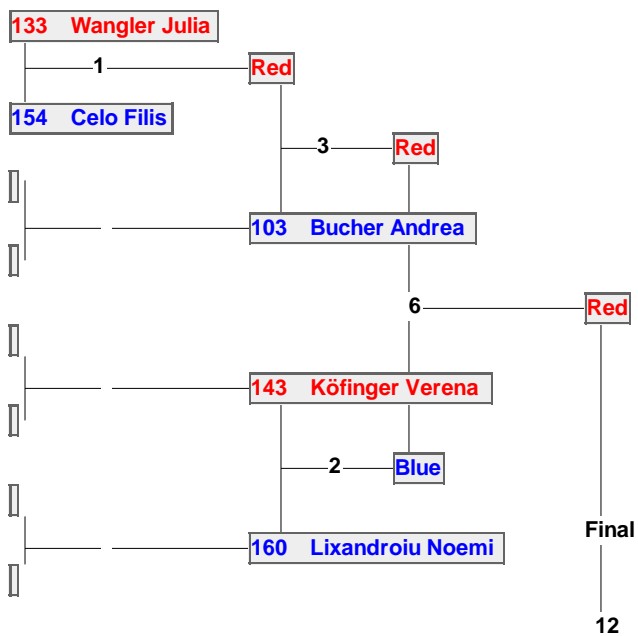 133 Wangler Julia
1 Red
154 Celo Filis
3 Red
103 Bucher Andrea
6 Red
143 Köfinger Verena
2 Blue
Final
160 Lixandroiu Noemi
12